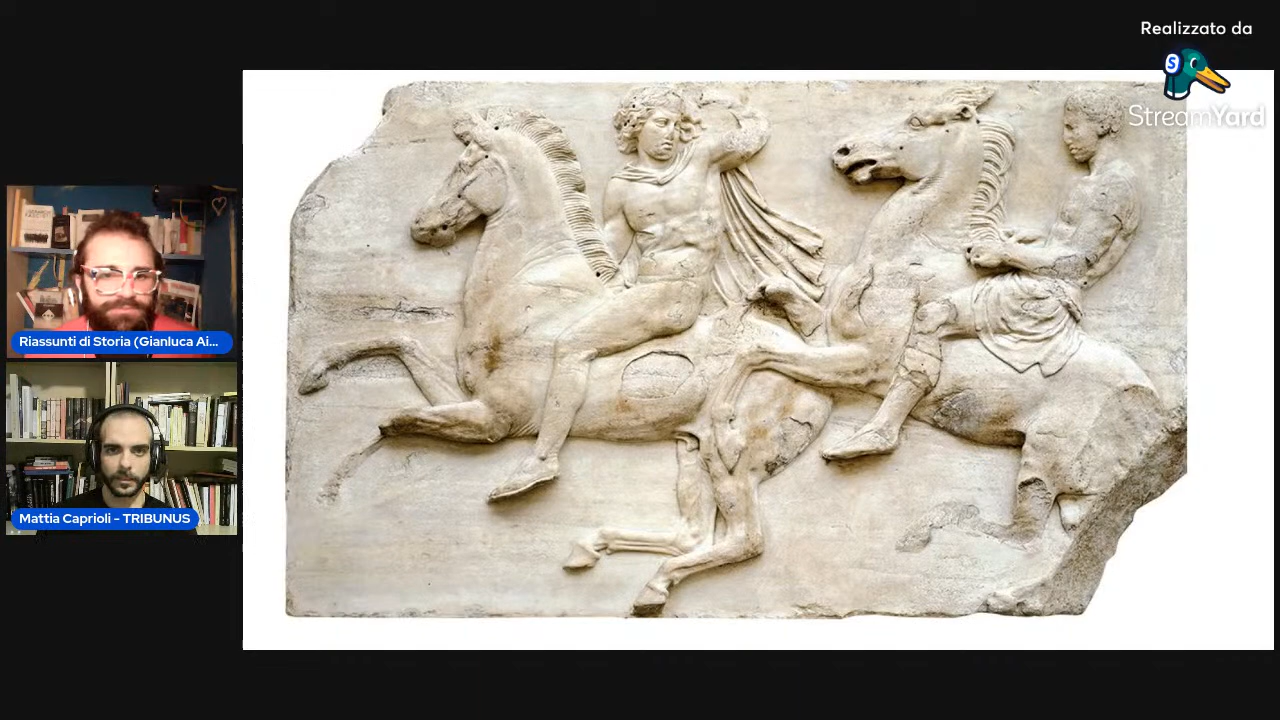 Realizzato da
StreamYard
Riassunti di Storia (Gianluca Ai...
Mattia Caprioli - TRIBUNUS